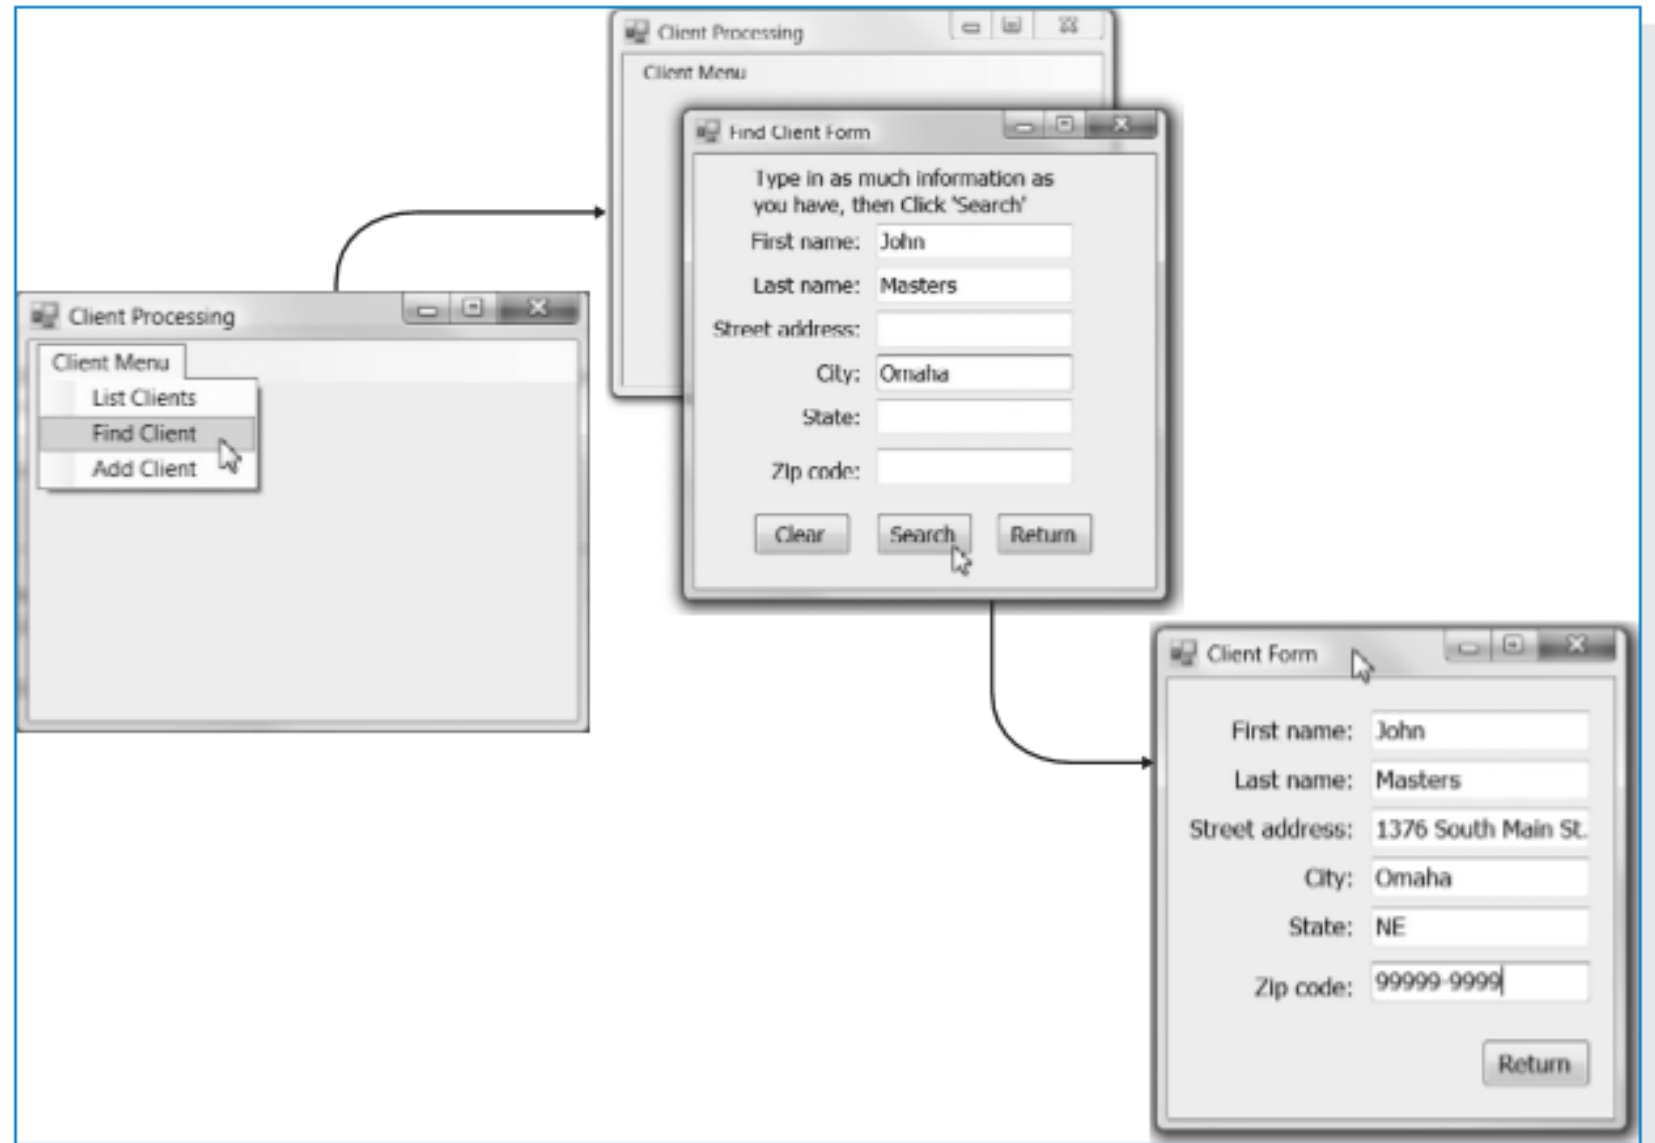 Client Processing
Client Menu
List Clients
Find Client
Add Client
Client Processing
Client Menu
Find Client Form
Type in as much information as
you have, then Click 'Search'
First name: John
Last name: Masters
Street address:
City: Omaha
State:
Zip code:
Clear Search Return
Client Form
First name: John
Last name: Masters
Street address: 1376 South Main St.
City: Omaha
State: NE
Zip code: 99999-9999
Return